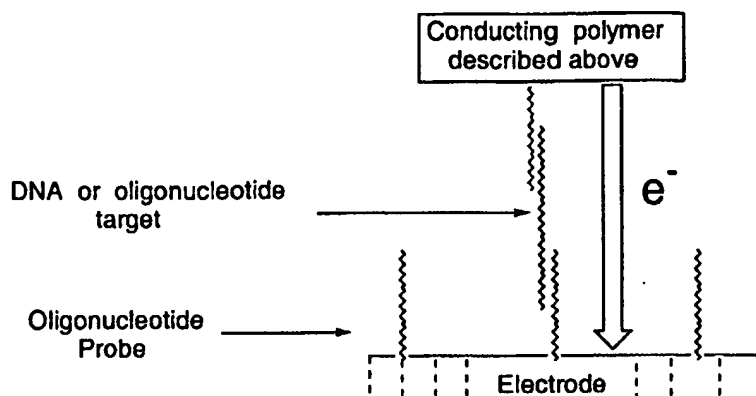 Conducting polymer
described above
DNA or oligonucleotide
target
e-
Oligonucleotide
Probe
Electrode